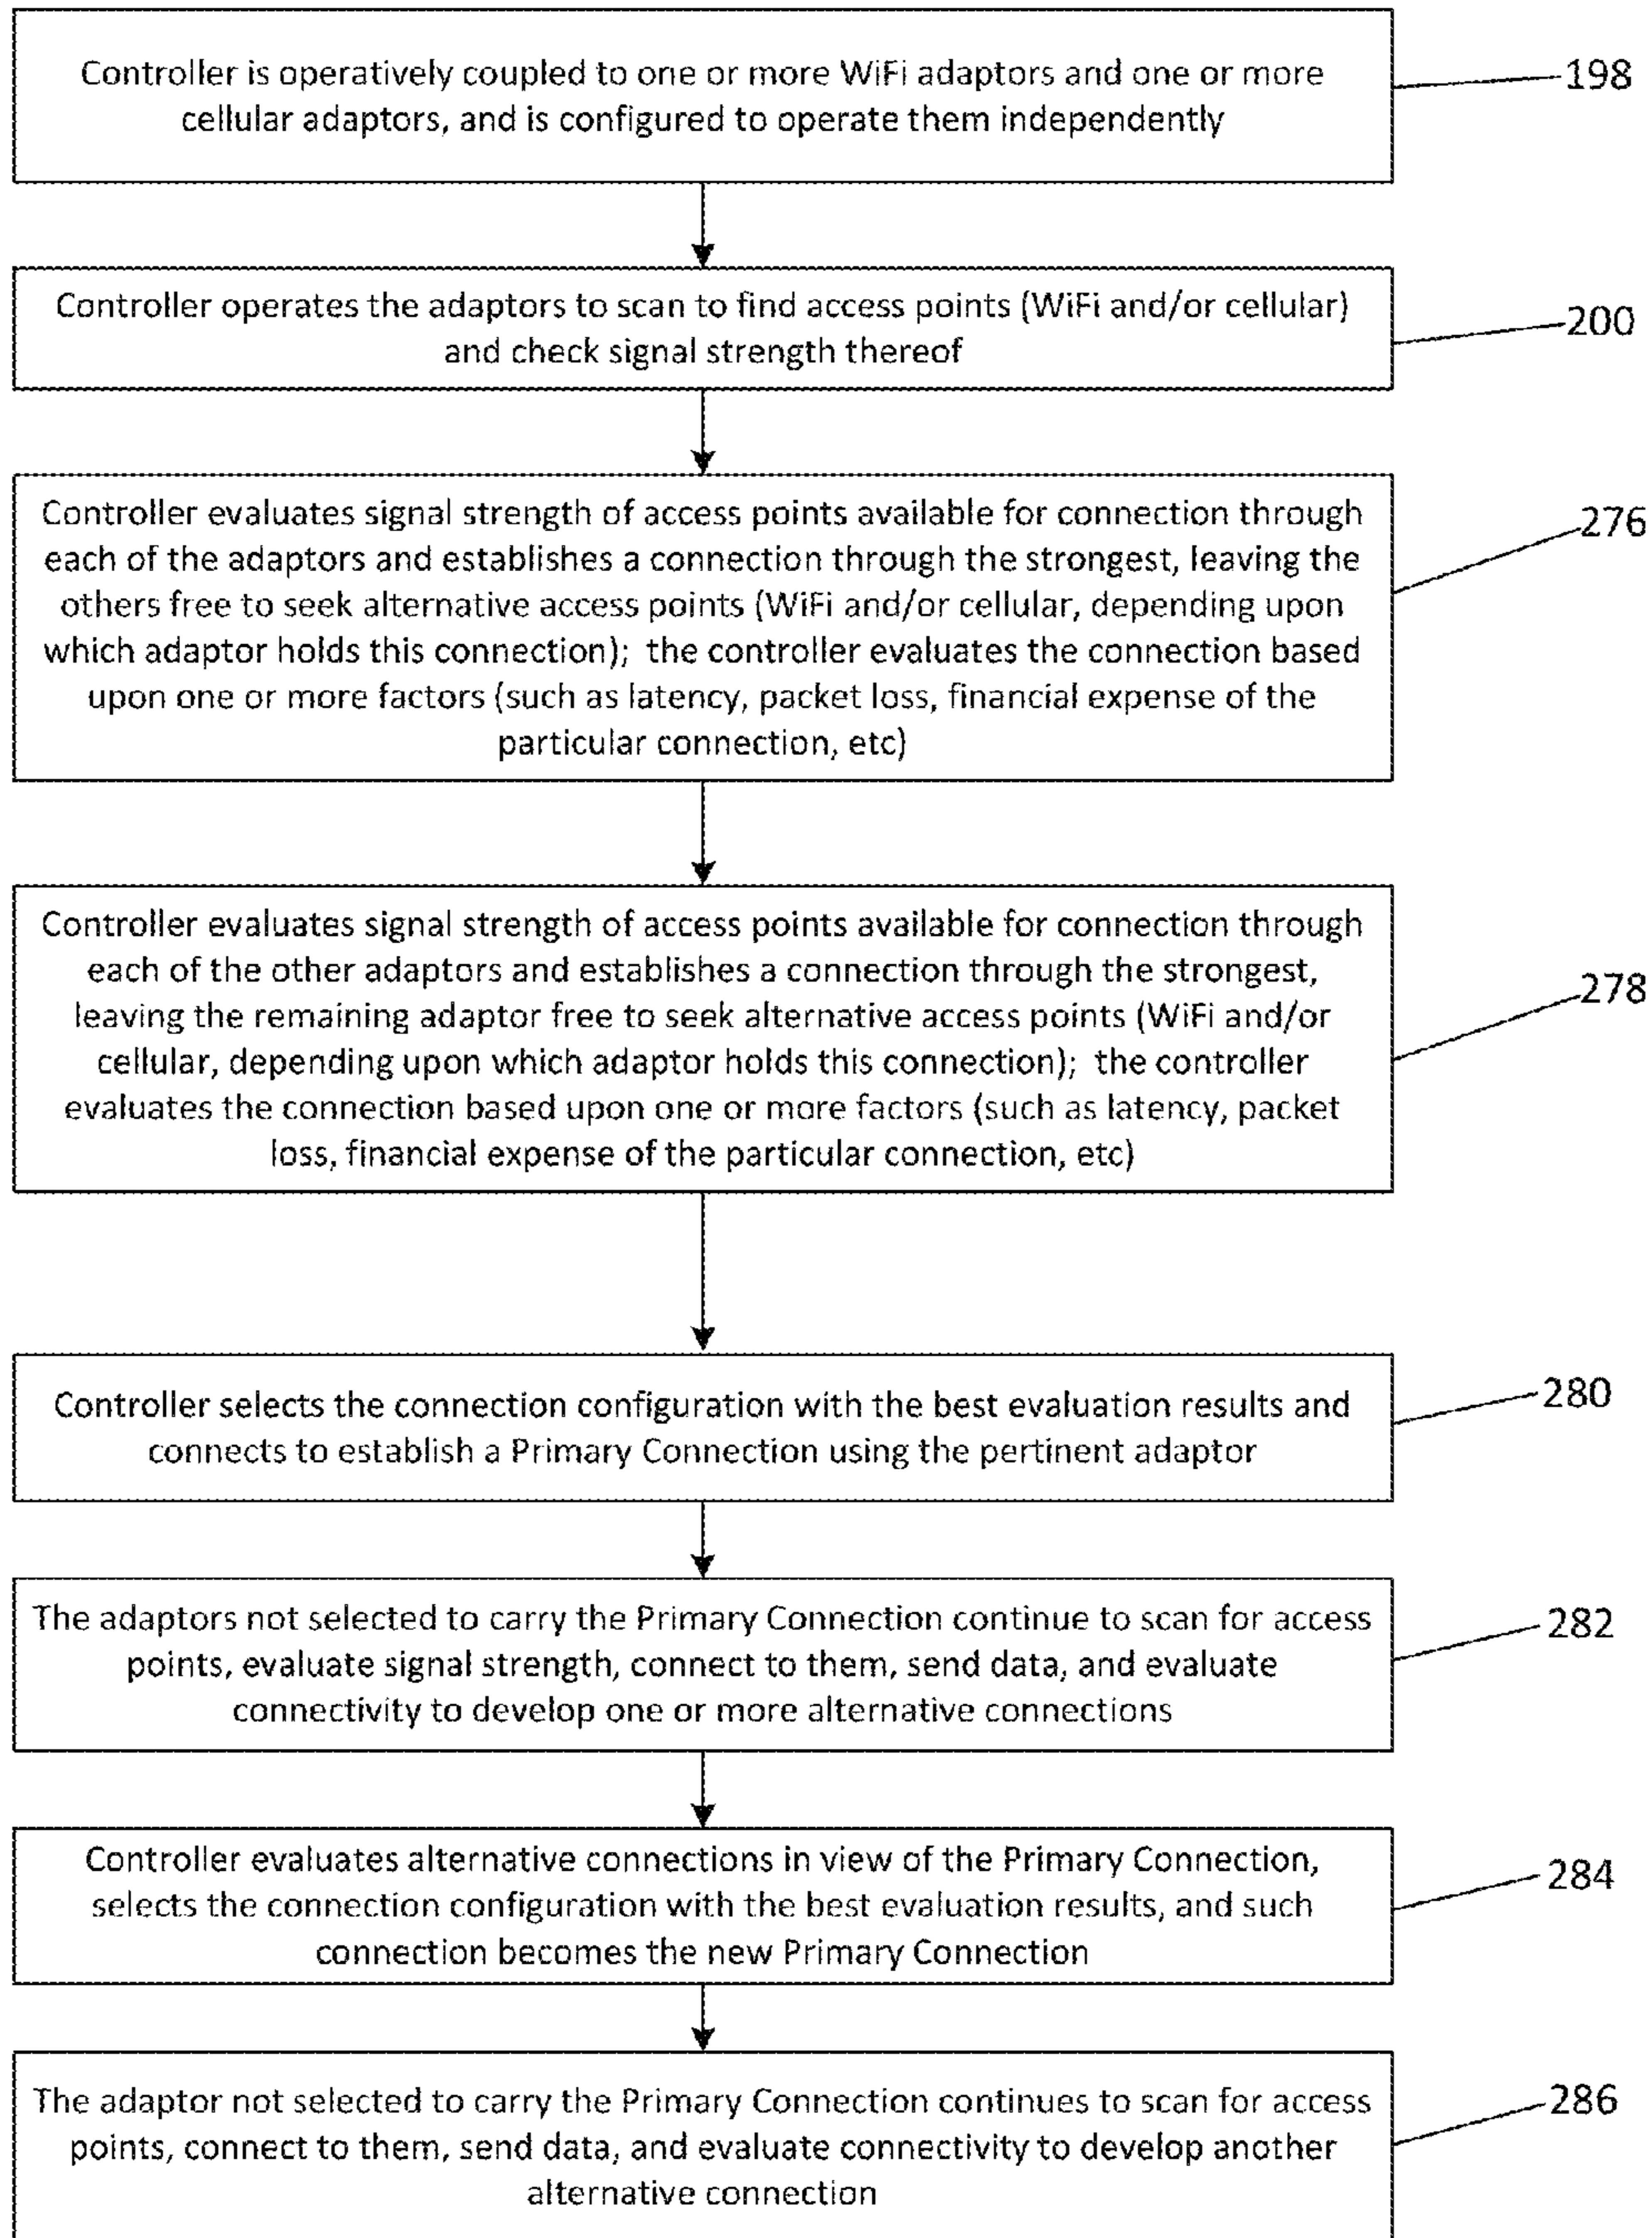 Controller is operatively coupled to one or more WiFi adaptors and one or more
cellular adaptors, and is configured to operate them independently
198
Controller operates the adaptors to scan to find access points (WiFi and/or cellular)
and check signal strength thereof
200
Controller evaluates signal strength of access points available for connection through
each of the adaptors and establishes a connection through the strongest, leaving the
others free to seek alternative access points (WiFi and/or cellular, depending upon
which adaptor holds this connection); the controller evaluates the connection based
upon one or more factors (such as latency, packet loss, financial expense of the
particular connection, etc)
276
Controller evaluates signal strength of access points available for connection through
each of the other adaptors and establishes a connection through the strongest,
leaving the remaining adaptor free to seek alternative access points (WiFi and/or
cellular, depending upon which adaptor holds this connection); the controller
evaluates the connection based upon one or more factors (such as latency, packet
loss, financial expense of the particular connection, etc)
278
Controller selects the connection configuration with the best evaluation results and
connects to establish a Primary Connection using the pertinent adaptor
280
The adaptors not selected to carry the Primary Connection continue to scan for access
points, evaluate signal strength, connect to them, send data, and evaluate
connectivity to develop one or more alternative connections
282
Controller evaluates alternative connections in view of the Primary Connection,
selects the connection configuration with the best evaluation results, and such
connection becomes the new Primary Connection
284
The adaptor not selected to carry the Primary Connection continues to scan for access
points, connect to them, send data, and evaluate connectivity to develop another
alternative connection
286